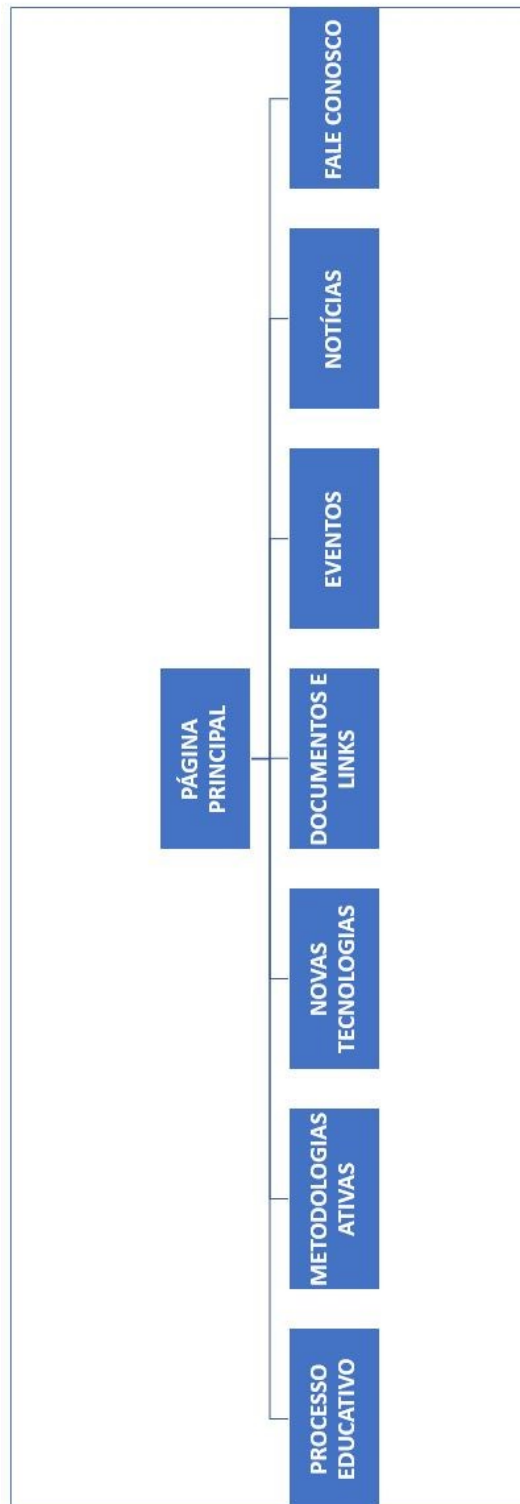 PÁGINA
PRINCIPAL
PROCESSO
EDUCATIVO
METODOLOGIAS
ATIVAS
NOVAS
TECNOLOGIAS
DOCUMENTOS E
LINKS
EVENTOS
NOTÍCIAS
FALE CONOSCO